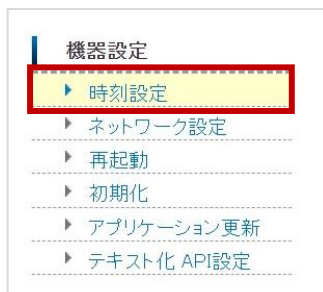 機器設定
時刻設定
ネットワーク設定
再起動
初期化
アプリケーション更新
テキスト化 API設定